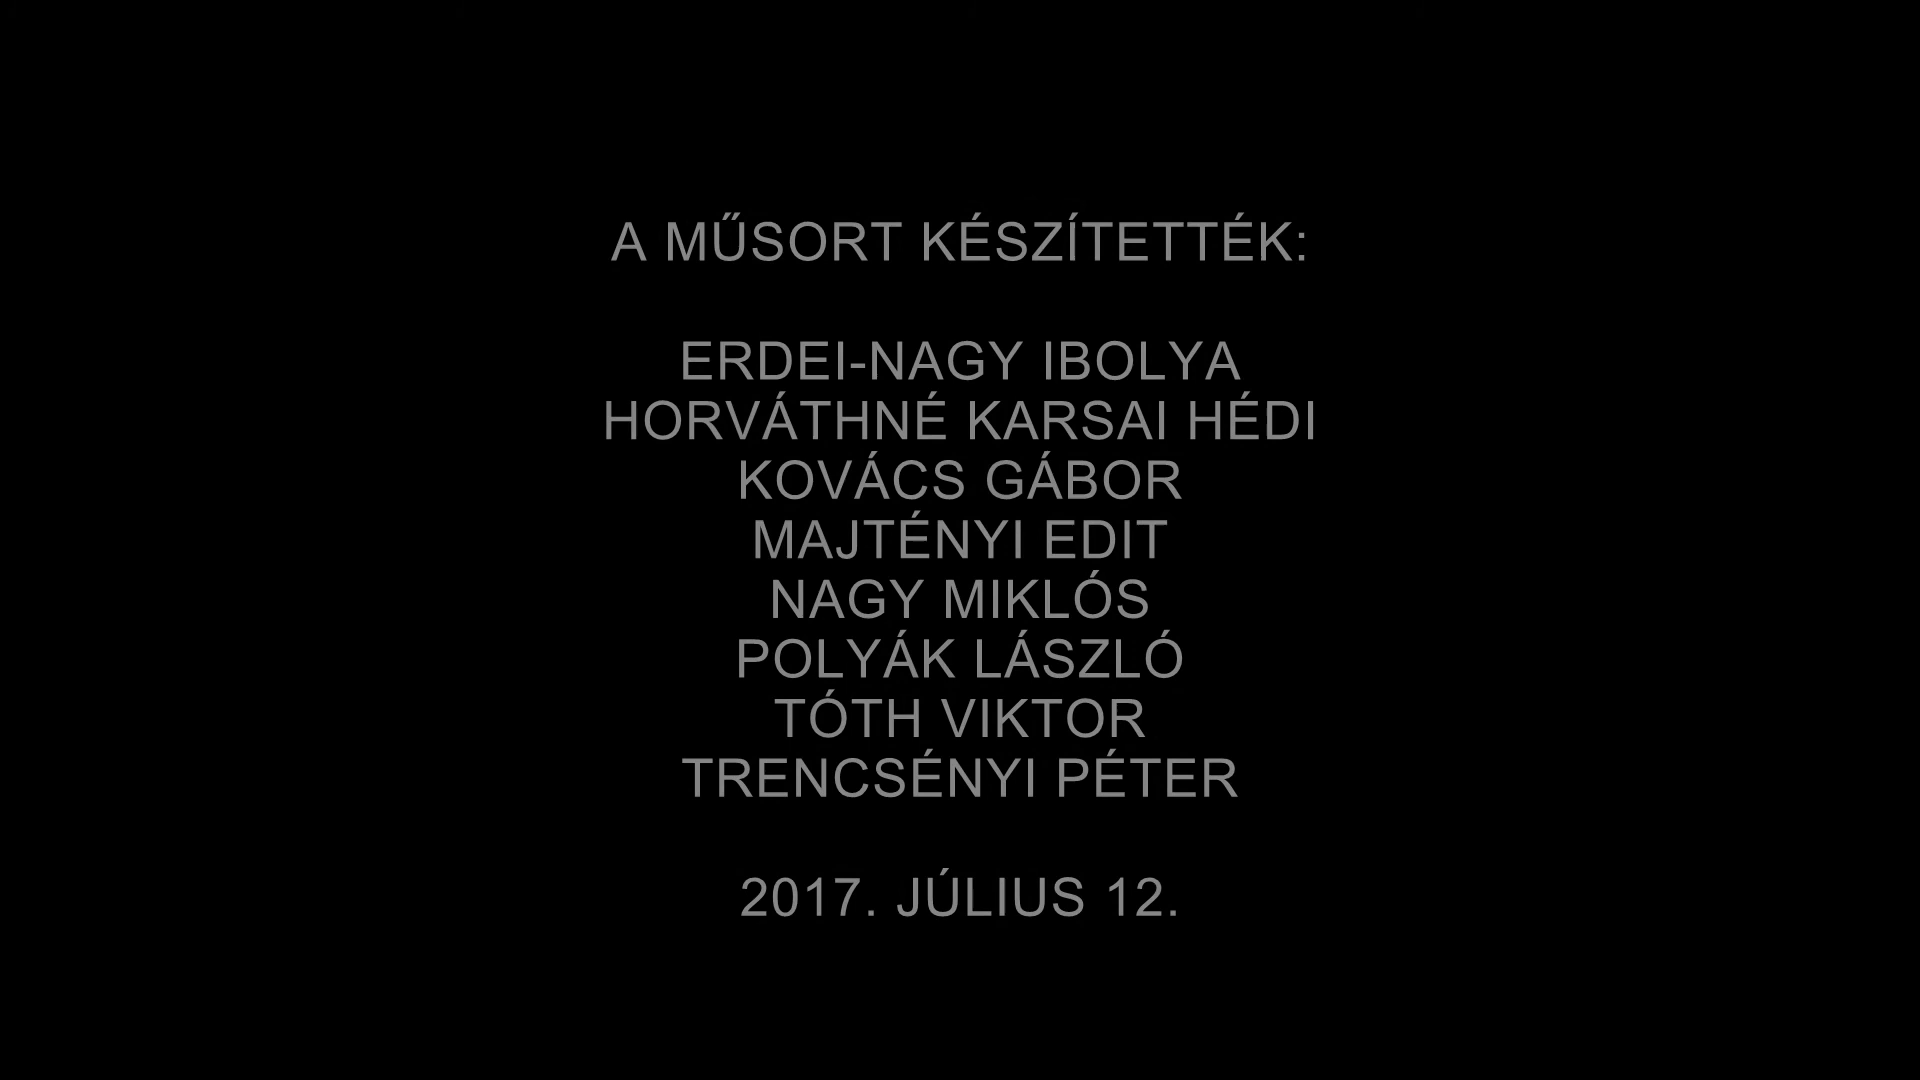 A MŰSORT KÉSZÍTETTÉK:
ERDEI-NAGY IBOLYA
HORVÁTHNÉ KARSAI HÉDI
KOVÁCS GÁBOR
MAJTÉNYI EDIT
NAGY MIKLÓS
POLYÁK LÁSZLÓ
TÓTH VIKTOR
TRENCSÉNYI PÉTER
2017. JÚLIUS 12.